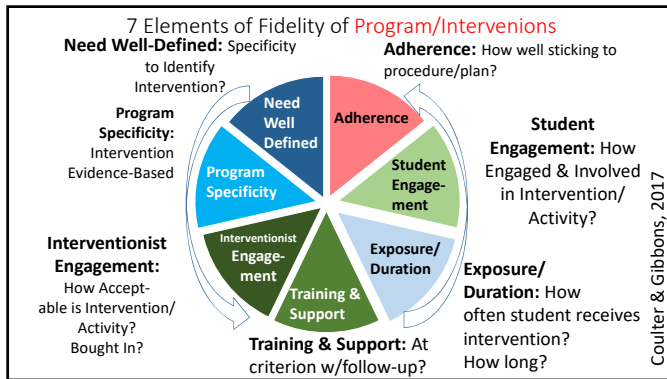 7 Elements of Fidelity of Program/Intervenions
Need Well-Defined: Specificity
to Identify
Intervention?
Adherence: How well sticking to
procedure/plan?
Program
Specificity:
Intervention
Evidence-Based
Need
Well
Defined
Adherence
Student
Engagement: How
Engaged & Involved
in Intervention/
Activity?
Program
Specificity
Student
Engage-
ment
Interventionist
Engage-
ment
Exposure/
Duration
Training &
Support
Interventionist
Engagement:
How Accept-
able is Intervention/
Activity?
Bought In?
Exposure/
Duration: How
often student receives
intervention?
How long?
Training & Support: At
criterion w/follow-up?
Coulter & Gibbons, 2017